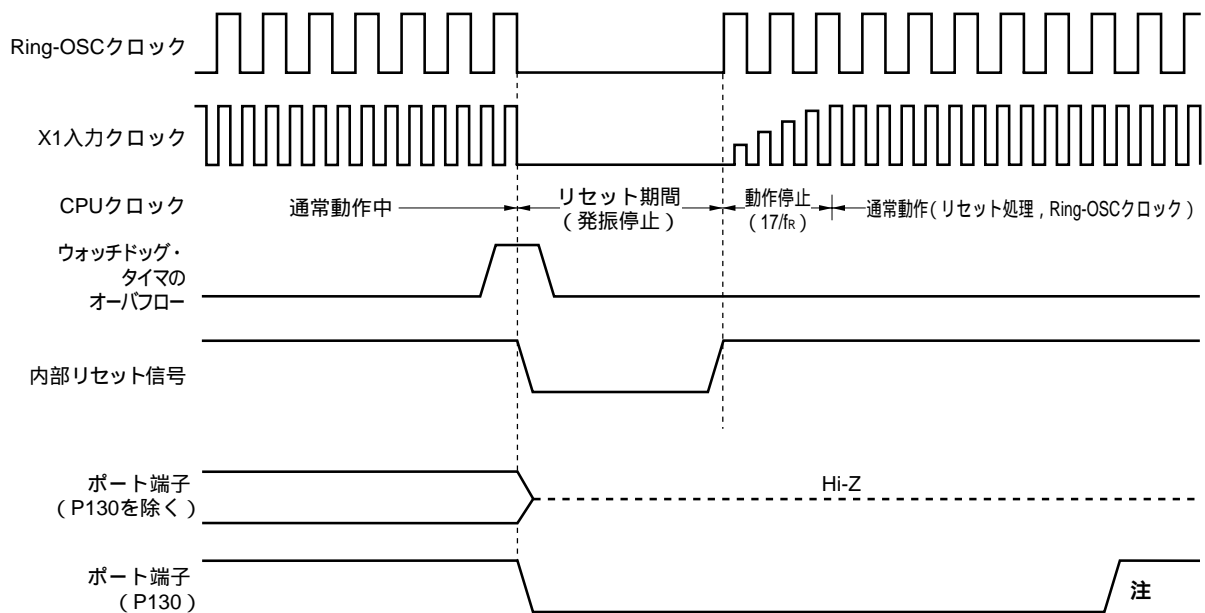 Ring-OSCクロック
X1入力クロック
CPUクロック
通常動作中
リセット期間
（発振停止）
動作停止
（17/fR）
通常動作（リセット処理，Ring-OSCクロック）
ウォッチドッグ・
タイマの
オーバフロー
内部リセット信号
ポート端子
（P130を除く）
Hi-Z
ポート端子
（P130）
注